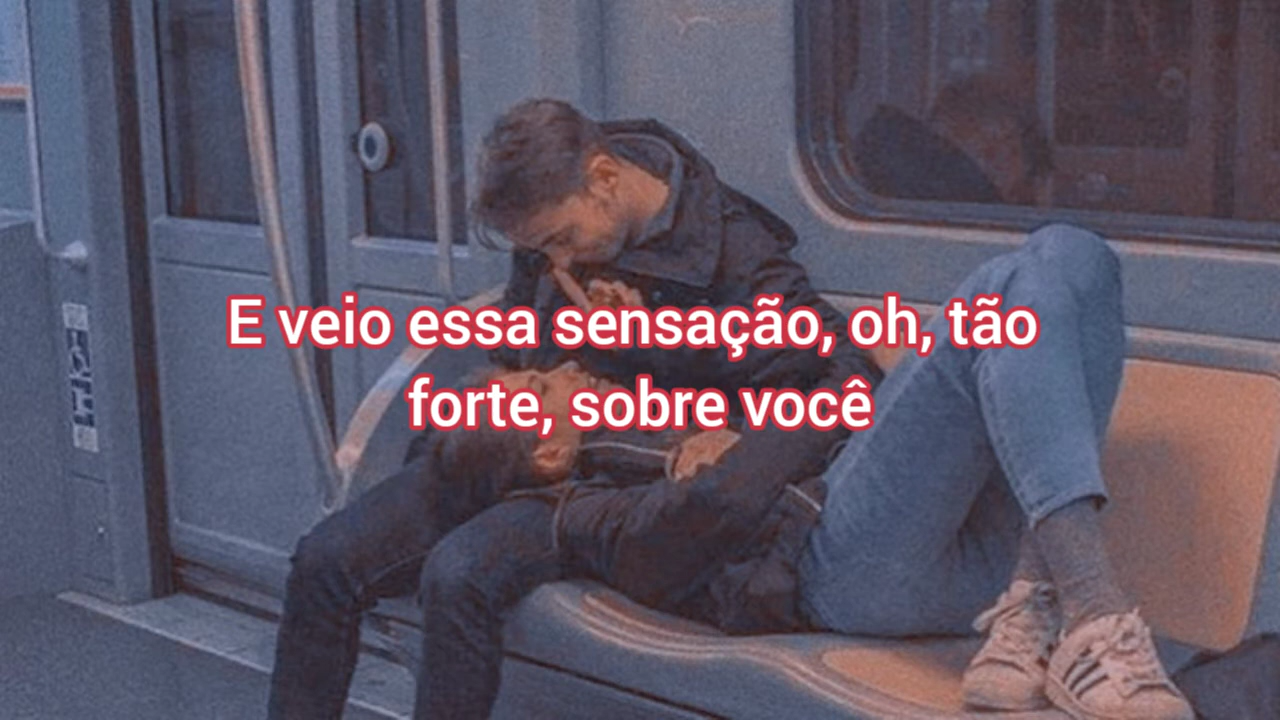 E veio essa sensação, oh, tão
forte, sobre você